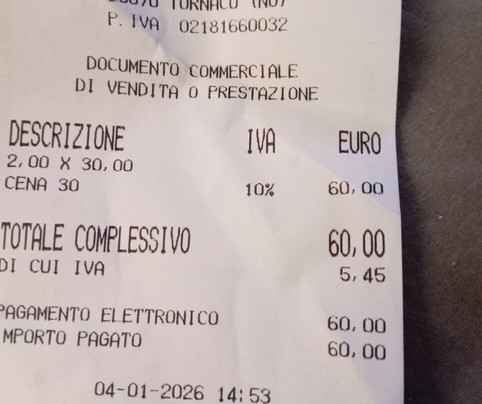 TORNACO (NO)
P. IVA 02181660032
DOCUMENTO COMMERCIALE
DI VENDITA O PRESTAZIONE
DESCRIZIONE IVA EURO
2,00 X 30,00
CENA 30 10% 60,00
TOTALE COMPLESSIVO 60,00
DI CUI IVA 5,45
PAGAMENTO ELETTRONICO 60,00
MPORTO PAGATO 60,00
04-01-2026 14:53